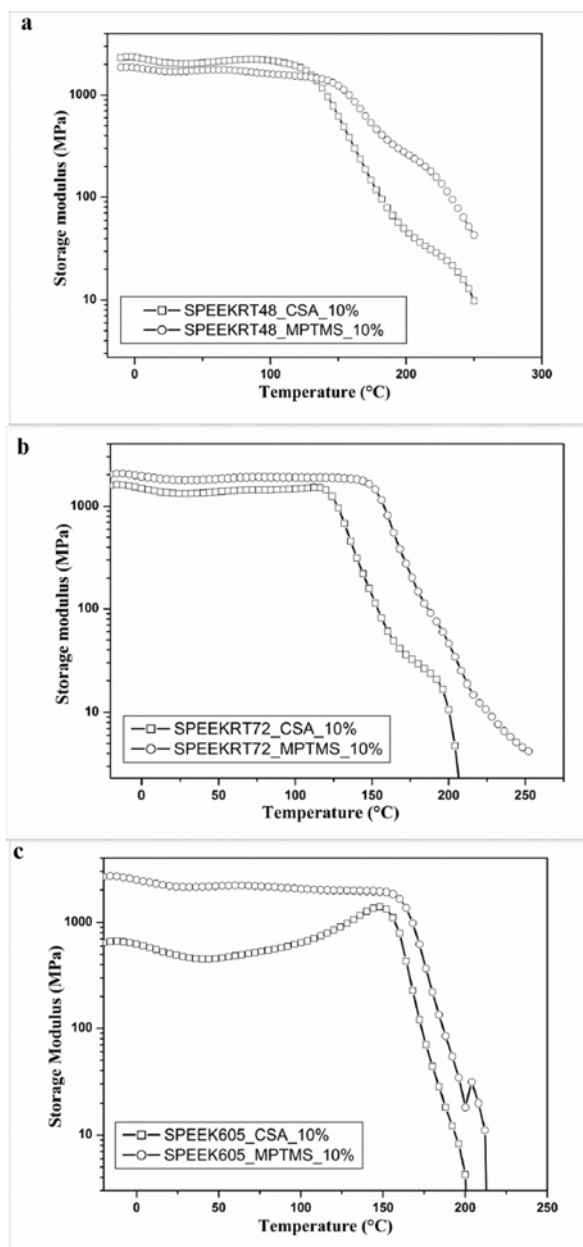 a
Storage modulus (MPa)
1000
100
10
SPEEKRT48_CSA_10%
SPEEKRT48_MPTMS_10%
0
100
200
300
Temperature (°C)
b
Storage modulus (MPa)
1000
100
10
SPEEKRT72_CSA_10%
SPEEKRT72_MPTMS_10%
0
50
100
150
200
250
Temperature (°C)
c
Storage Modulus (MPa)
1000
100
10
SPEEK605_CSA_10%
SPEEK605_MPTMS_10%
0
50
100
150
200
250
Temperature (°C)